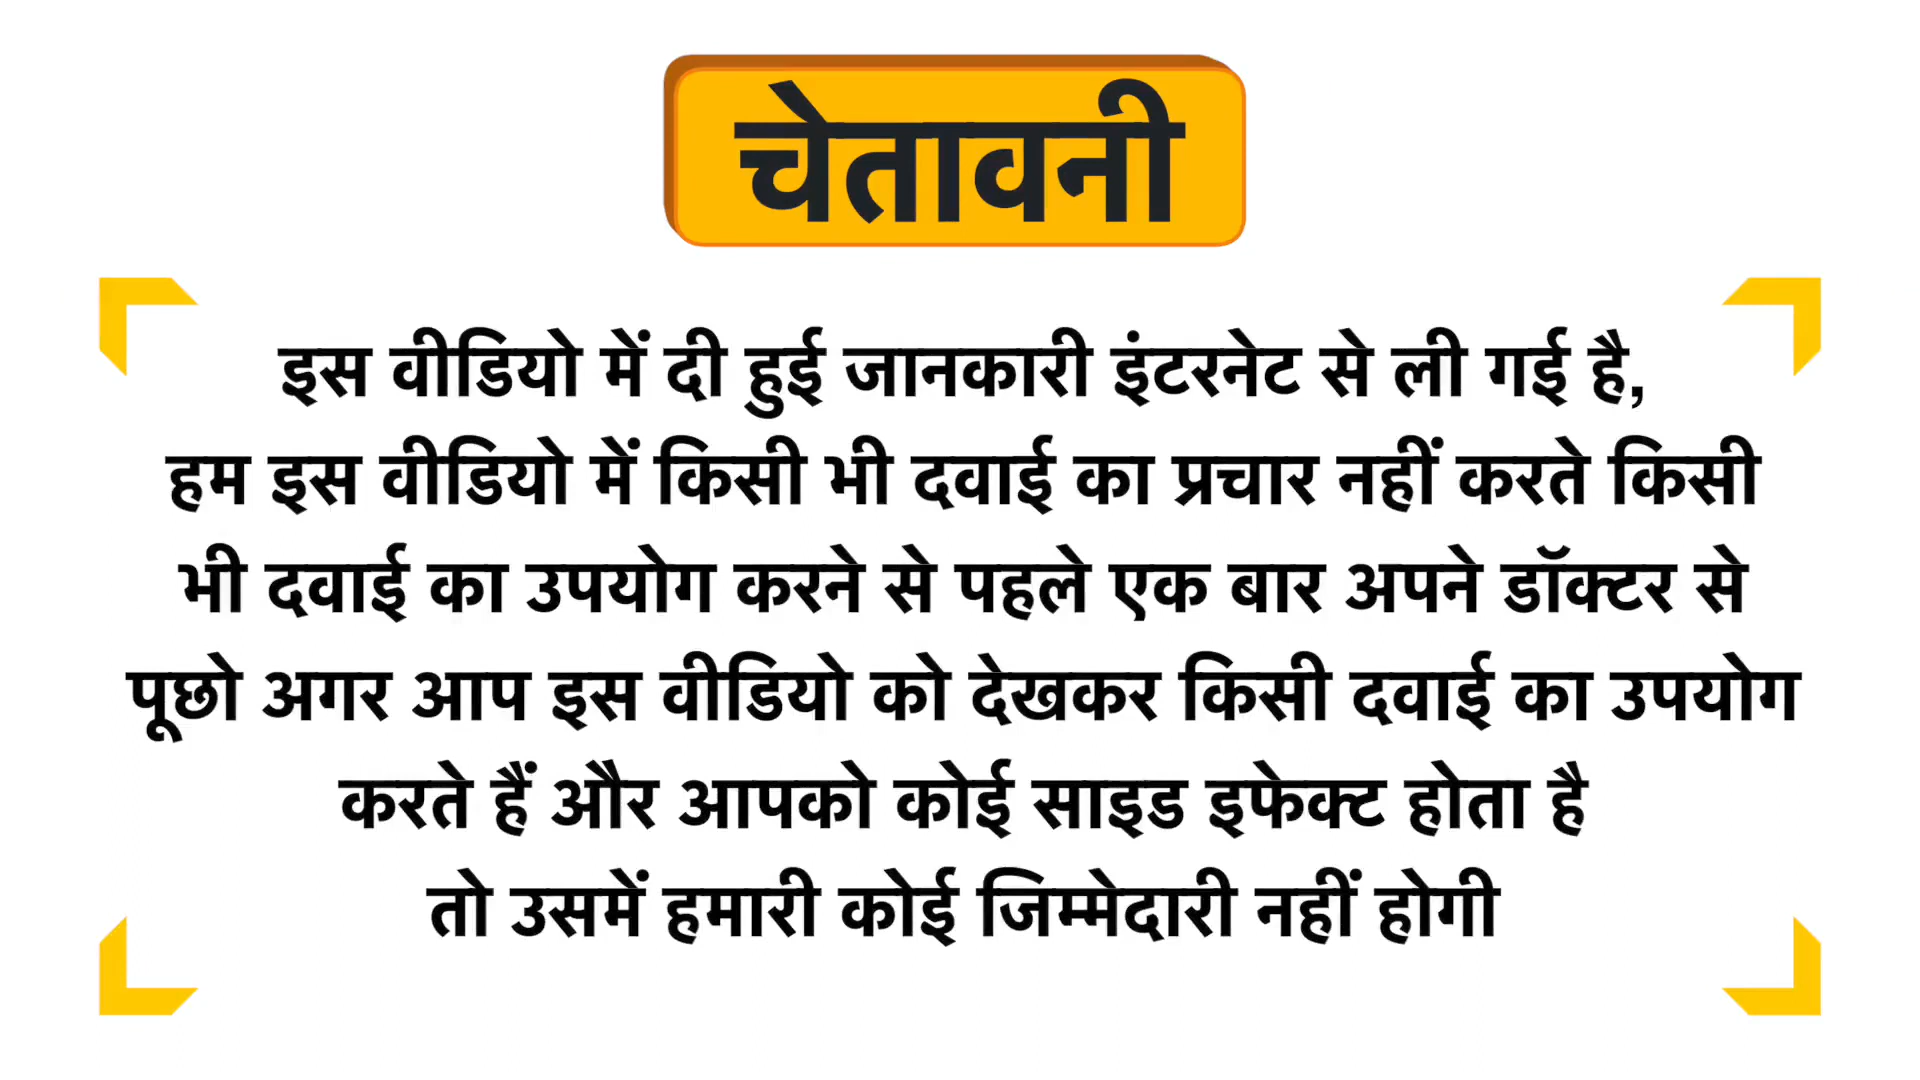 चेतावनी
इस वीडियो में दी हुई जानकारी इंटरनेट से ली गई है,
हम इस वीडियो में किसी भी दवाई का प्रचार नहीं करते किसी
भी दवाई का उपयोग करने से पहले एक बार अपने डॉक्टर से
पूछो अगर आप इस वीडियो को देखकर किसी दवाई का उपयोग
करते हैं और आपको कोई साइड इफेक्ट होता है
तो उसमें हमारी कोई जिम्मेदारी नहीं होगी